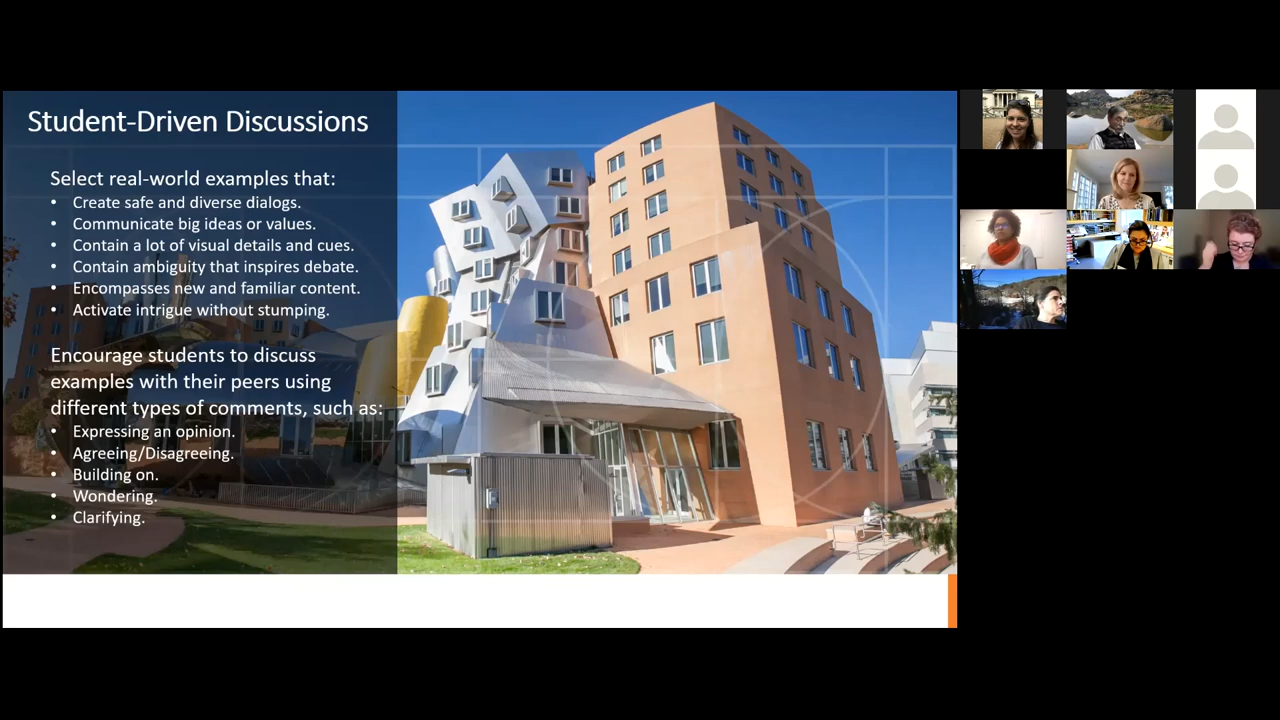 Student-Driven Discussions
Select real-world examples that:
• Create safe and diverse dialogs.
• Communicate big ideas or values.
• Contain a lot of visual details and cues.
• Contain ambiguity that inspires debate.
• Encompasses new and familiar content.
• Activate intrigue without stumping.
Encourage students to discuss
examples with their peers using
different types of comments, such as:
• Expressing an opinion.
• Agreeing/Disagreeing.
• Building on.
• Wondering.
• Clarifying.